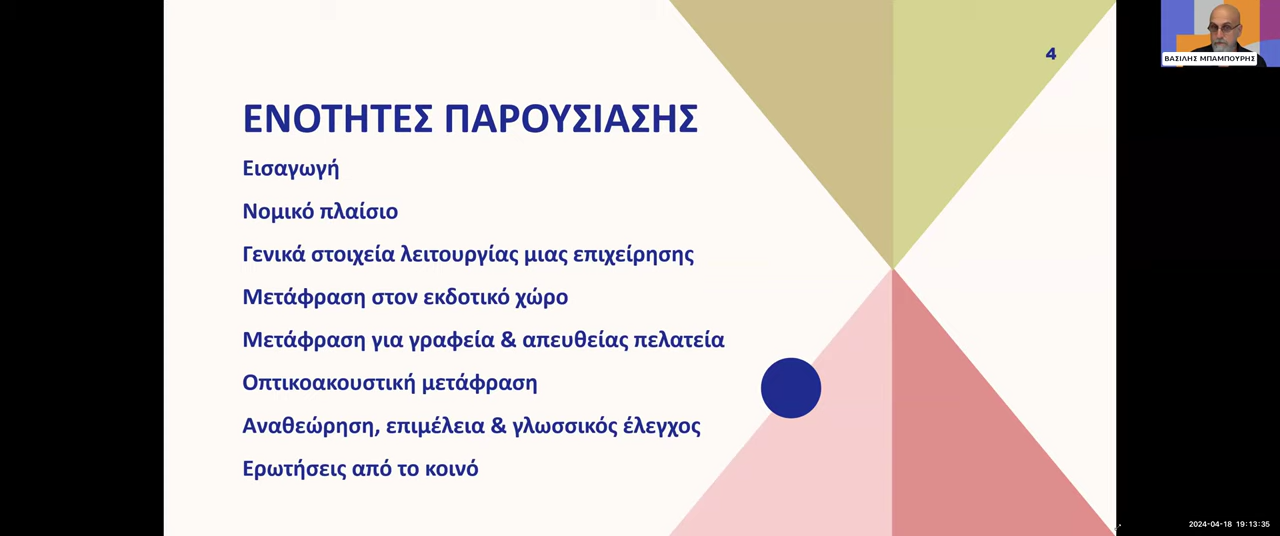 4
ΒΑΣΙΛΗΣ ΜΠΑΜΠΟΥΡΗΣ
ΕΝΟΤΗΤΕΣ ΠΑΡΟΥΣΙΑΣΗΣ
Εισαγωγή
Νομικό πλαίσιο
Γενικά στοιχεία λειτουργίας μιας επιχείρησης
Μετάφραση στον εκδοτικό χώρο
Μετάφραση για γραφεία & απευθείας πελατεία
Οπτικοακουστική μετάφραση
Αναθεώρηση, επιμέλεια & γλωσσικός έλεγχος
Ερωτήσεις από το κοινό
2024-04-18 19:13:35